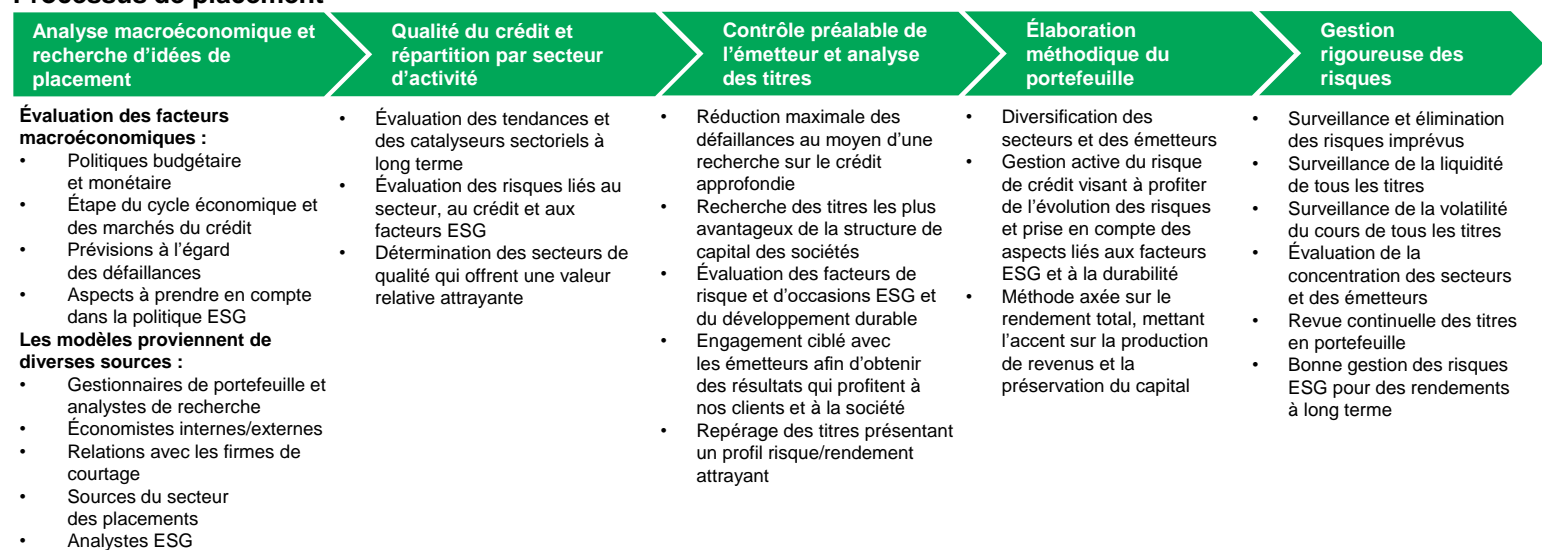 Processus de placement
Analyse macroéconomique et
recherche d'idées de
placement
Qualité du crédit et
répartition par secteur
d'activité
Contrôle préalable de
l'émetteur et analyse
des titres
Élaboration
méthodique du
portefeuille
Gestion
rigoureuse des
risques
Évaluation des facteurs
macroéconomiques :
• Politiques budgétaire
et monétaire
• Étape du cycle économique et
des marchés du crédit
• Prévisions à l'égard
des défaillances
• Aspects à prendre en compte
dans la politique ESG
Les modèles proviennent de
diverses sources :
• Gestionnaires de portefeuille et
analystes de recherche
• Économistes internes/externes
• Relations avec les firmes de
courtage
• Sources du secteur
des placements
• Analystes ESG
• Évaluation des tendances et
des catalyseurs sectoriels à
long terme
• Évaluation des risques liés au
secteur, au crédit et aux
facteurs ESG
• Détermination des secteurs de
qualité qui offrent une valeur
relative attrayante
• Réduction maximale des
défaillances au moyen d'une
recherche sur le crédit
approfondie
• Recherche des titres les plus
avantageux de la structure de
capital des sociétés
• Évaluation des facteurs de
risque et d'occasions ESG et
du développement durable
• Engagement ciblé avec
les émetteurs afin d'obtenir
des résultats qui profitent à
nos clients et à la société
• Repérage des titres présentant
un profil risque/rendement
attrayant
• Diversification des
secteurs et des émetteurs
• Gestion active du risque
de crédit visant à profiter
de l'évolution des risques
et prise en compte des
aspects liés aux facteurs
ESG et à la durabilité
• Méthode axée sur le
rendement total, mettant
l'accent sur la production
de revenus et la
préservation du capital
• Surveillance et élimination
des risques imprévus
• Surveillance de la liquidité
de tous les titres
• Surveillance de la volatilité
du cours de tous les titres
• Évaluation de la
concentration des secteurs
et des émetteurs
• Revue continuelle des titres
en portefeuille
• Bonne gestion des risques
ESG pour des rendements
à long terme